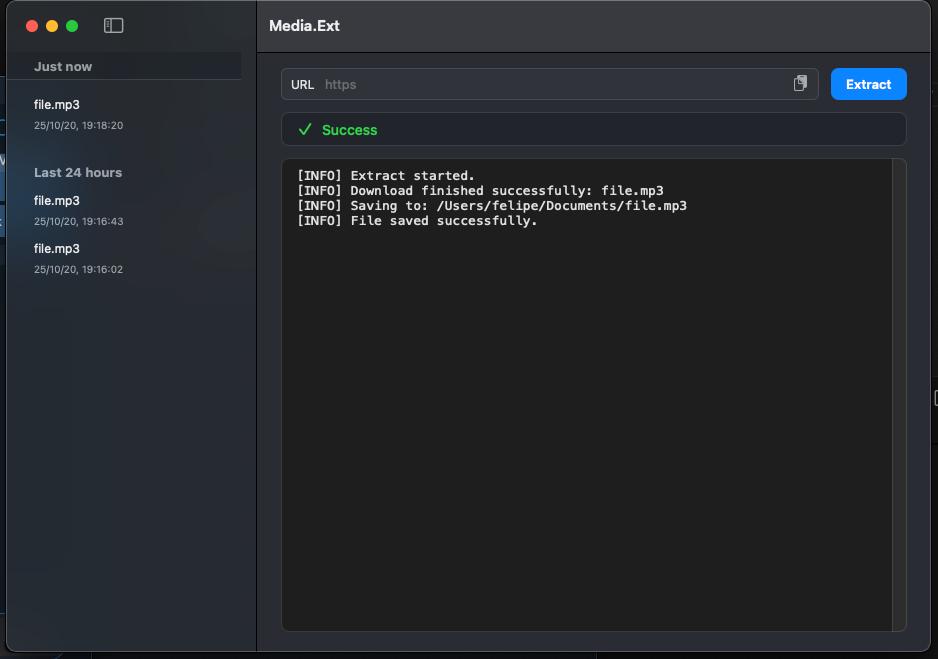 Media.Ext
Just now
file.mp3
25/10/20, 19:18:20
Last 24 hours
file.mp3
25/10/20, 19:16:43
file.mp3
25/10/20, 19:16:02
URL https
Extract
Success
[INFO] Extract started.
[INFO] Download finished successfully: file.mp3
[INFO] Saving to: /Users/felipe/Documents/file.mp3
[INFO] File saved successfully.